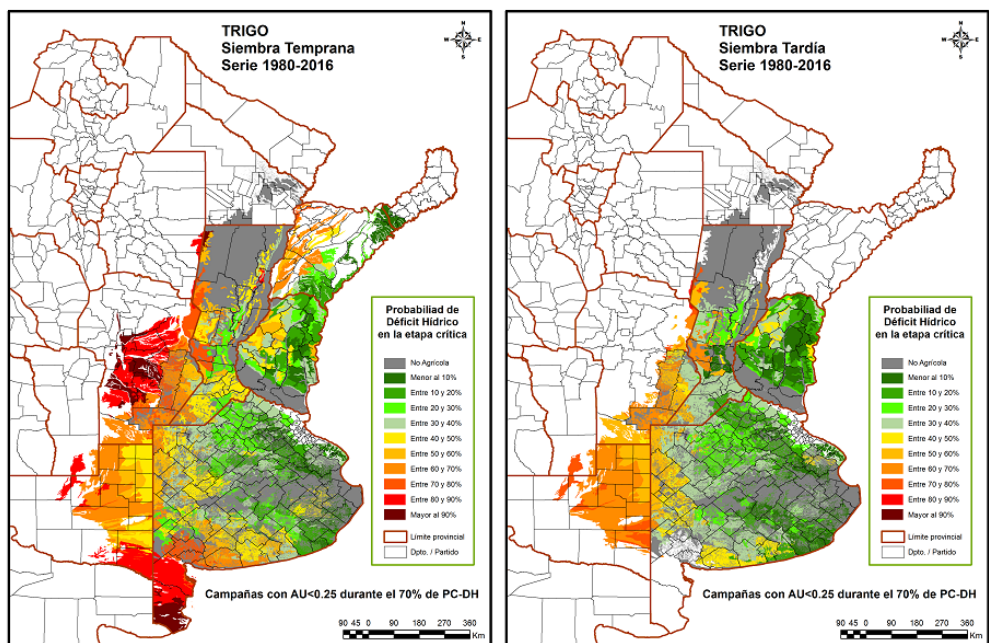 TRIGO
Siembra Temprana
Serie 1980-2016
N
W
E
S
Probabiliad de
Déficit Hídrico
en la etapa crítica
No Agrícola
Menor al 10%
Entre 10 y 20%
Entre 20 y 30%
Entre 30 y 40%
Entre 40 y 50%
Entre 50 y 60%
Entre 60 y 70%
Entre 70 y 80%
Entre 80 y 90%
Mayor al 90%
Límite provincial
Dpto. / Partido
Campañas con AU<0.25 durante el 70% de PC-DH
90 45 0 90 180 270 360
Km
TRIGO
Siembra Tardía
Serie 1980-2016
N
W
E
S
Probabiliad de
Déficit Hídrico
en la etapa crítica
No Agrícola
Menor al 10%
Entre 10 y 20%
Entre 20 y 30%
Entre 30 y 40%
Entre 40 y 50%
Entre 50 y 60%
Entre 60 y 70%
Entre 70 y 80%
Entre 80 y 90%
Mayor al 90%
Límite provincial
Dpto. / Partido
Campañas con AU<0.25 durante el 70% de PC-DH
90 45 0 90 180 270 360
Km